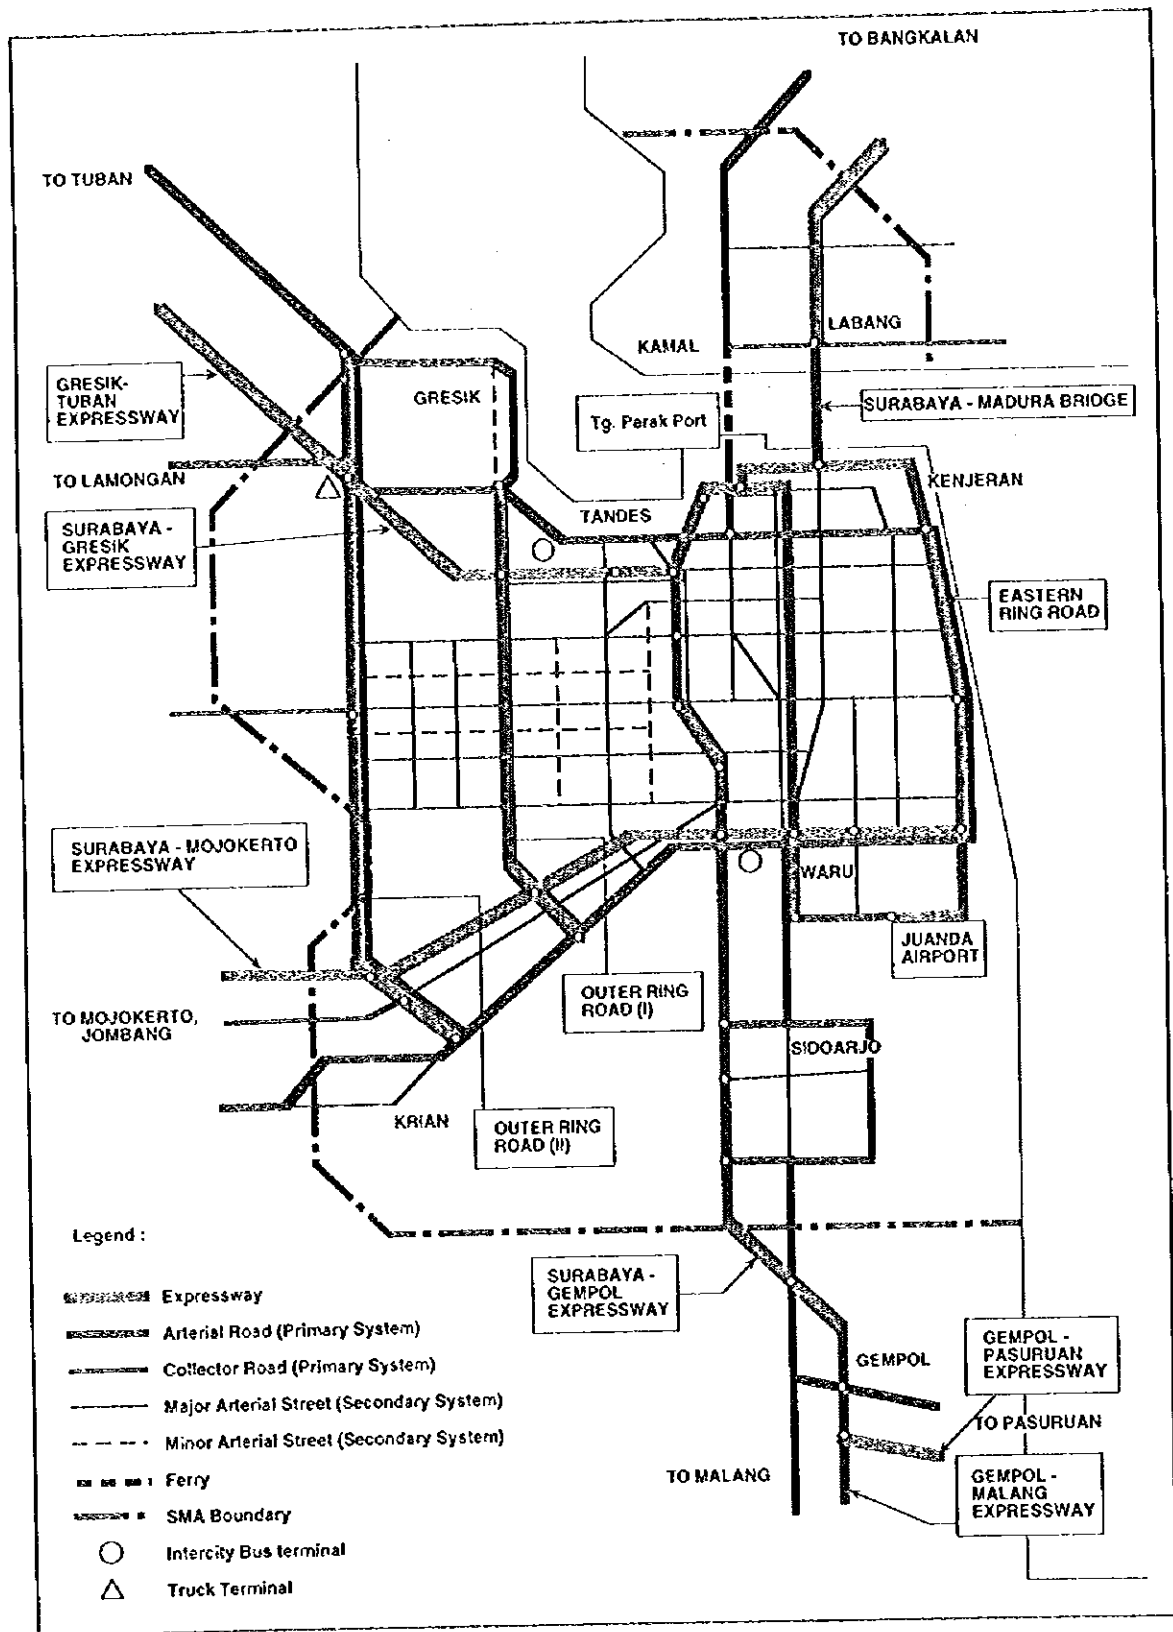 TO BANGKALAN
TO TUBAN
LABANG
KAMAL
GRESIK-
TUBAN
EXPRESSWAY
GRESIK
SURABAYA - MADURA BRIDGE
Tg. Perak Port
TO LAMONGAN
KENJERAN
TANDES
SURABAYA -
GRESIK
EXPRESSWAY
EASTERN
RING ROAD
SURABAYA - MOJOKERTO
EXPRESSWAY
WARU
JUANDA
AIRPORT
OUTER RING
ROAD (I)
TO MOJOKERTO,
JOMBANG
SIDOARJO
KRIAN
OUTER RING
ROAD (II)
Legend :
Expressway
Arterial Road (Primary System)
Collector Road (Primary System)
Major Arterial Street (Secondary System)
Minor Arterial Street (Secondary System)
Ferry
SMA Boundary
Intercity Bus terminal
Truck Terminal
SURABAYA -
GEMPOL
EXPRESSWAY
GEMPOL -
PASURUAN
EXPRESSWAY
GEMPOL
TO PASURUAN
TO MALANG
GEMPOL -
MALANG
EXPRESSWAY